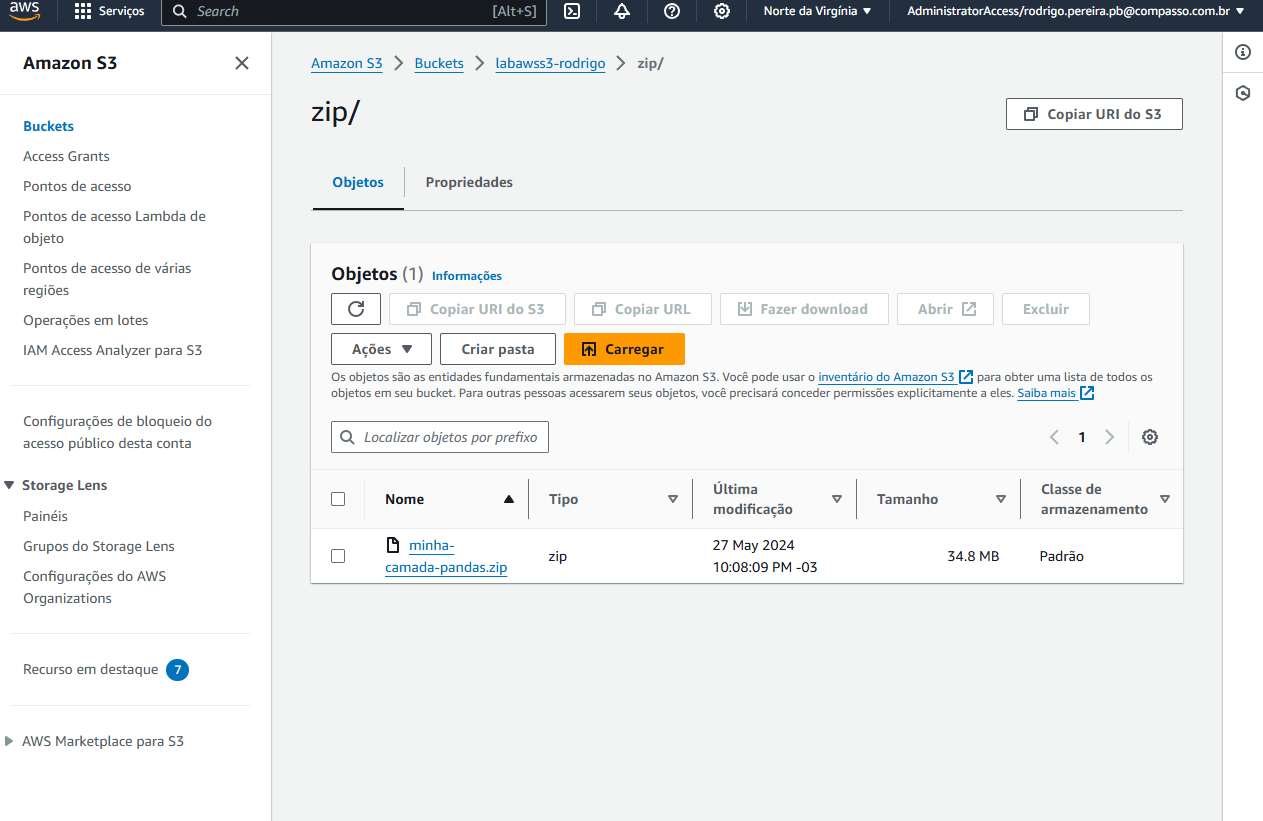 aws
Serviços
Search
[Alt+S]
Norte da Virgínia
AdministratorAccess/rodrigo.pereira.pb@compasso.com.br
Amazon S3
Buckets
Access Grants
Pontos de acesso
Pontos de acesso Lambda de
objeto
Pontos de acesso de várias
regiões
Operações em lotes
IAM Access Analyzer para S3
Configurações de bloqueio do
acesso público desta conta
Storage Lens
Painéis
Grupos do Storage Lens
Configurações do AWS
Organizations
Recurso em destaque 7
AWS Marketplace para S3
Amazon S3 > Buckets > labawss3-rodrigo > zip/
zip/
Copiar URI do S3
Objetos
Propriedades
Objetos (1) Informações
Copiar URI do S3
Copiar URL
Fazer download
Abrir
Excluir
Ações
Criar pasta
Carregar
Os objetos são as entidades fundamentais armazenadas no Amazon S3. Você pode usar o inventário do Amazon S3 para obter uma lista de todos os
objetos em seu bucket. Para outras pessoas acessarem seus objetos, você precisará conceder permissões explicitamente a eles. Saiba mais
Localizar objetos por prefixo
1
Nome
Tipo
Última
modificação
Tamanho
Classe de
armazenamento
minha-
camada-pandas.zip
zip
27 May 2024
10:08:09 PM -03
34.8 MB
Padrão